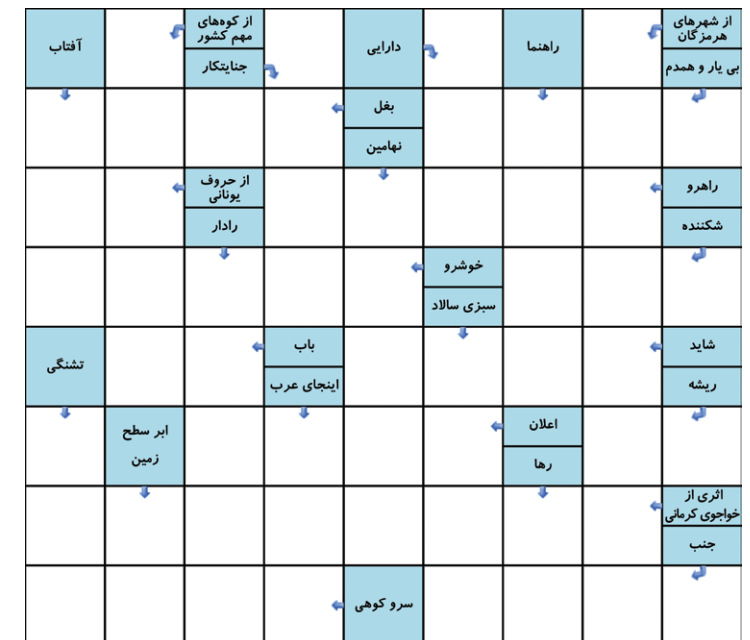 از شهرهای
هرمزگان
بی یار و همدم
راهنما
دارایی
از کوه‌های
مهم کشور
جنایتکار
آفتاب
بغل
نهامین
راهرو
شکننده
از حروف
یونانی
رادار
خوشرو
سبزی سالاد
شاید
ریشه
باب
اینجای عرب
تشنگی
اعلان
رها
ابر سطح
زمین
اثری از
خواجوی کرمانی
جنب
سرو کوهی